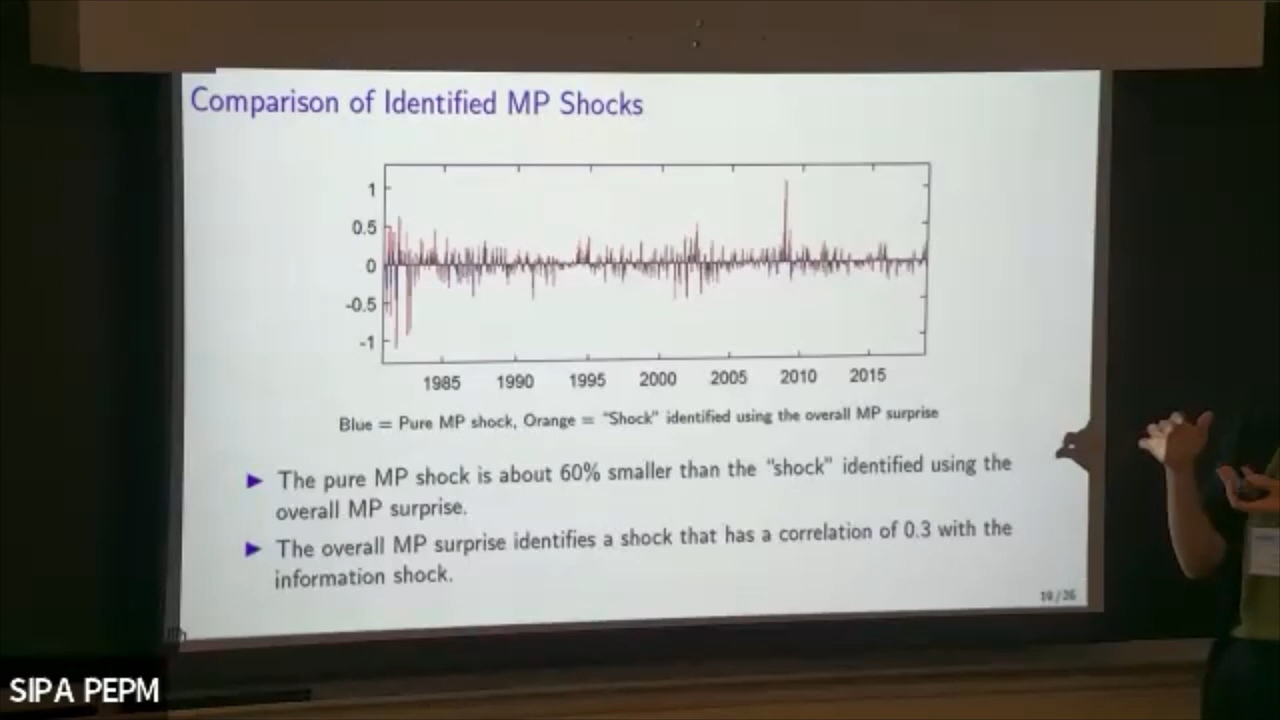 Comparison of Identified MP Shocks
1
0.5
0
-0.5
-1
1985 1990 1995 2000 2005 2010 2015
Blue = Pure MP shock, Orange = "Shock" identified using the overall MP surprise
The pure MP shock is about 60% smaller than the "shock" identified using the
overall MP surprise.
The overall MP surprise identifies a shock that has a correlation of 0.3 with the
information shock.
19/26
SIPA PEPM